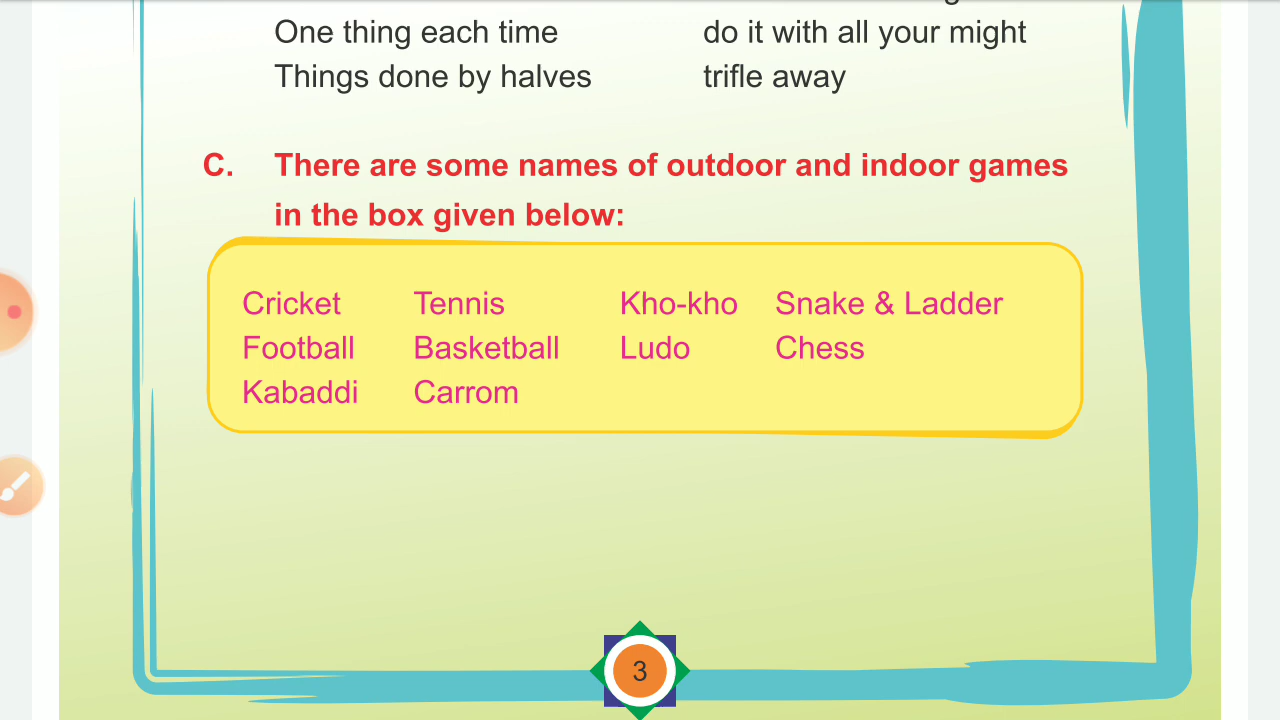 One thing each time do it with all your might
Things done by halves trifle away
C. There are some names of outdoor and indoor games
in the box given below:
Cricket Tennis Kho-kho Snake & Ladder
Football Basketball Ludo Chess
Kabaddi Carrom
3